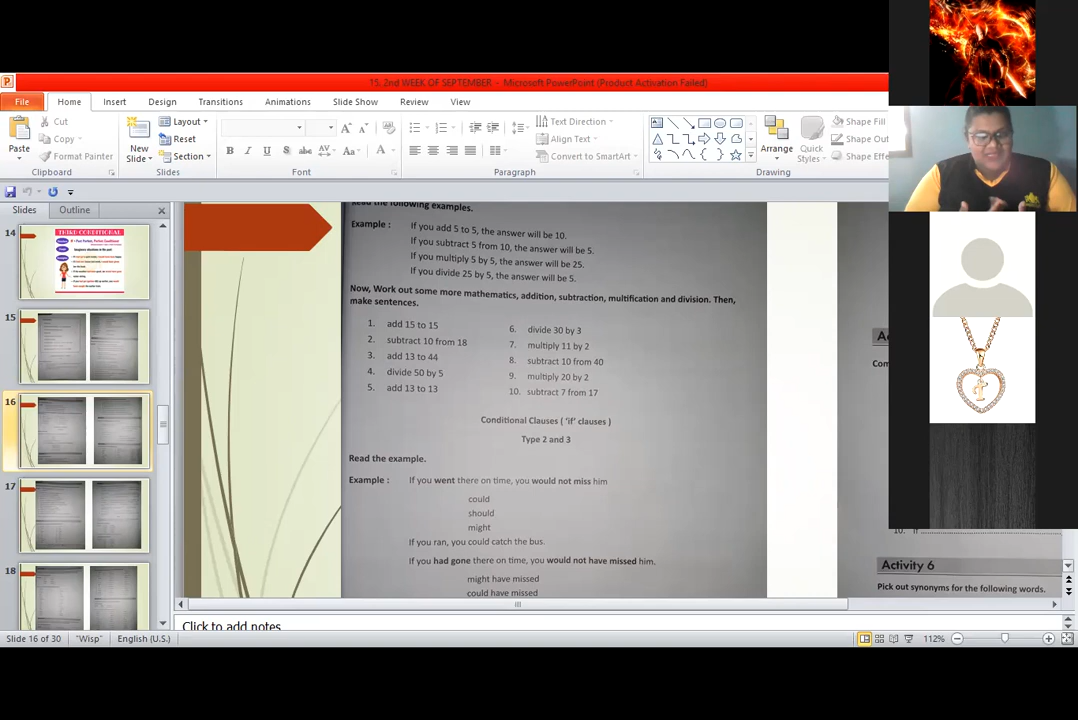 15. 2nd WEEK OF SEPTEMBER - Microsoft PowerPoint (Product Activation Failed)
File Home Insert Design Transitions Animations Slide Show Review View
Paste
Cut
Copy
Format Painter
Clipboard
New
Slide
Layout
Reset
Section
Slides
B I U S abc AV Aa A
Font
Text Direction
Align Text
Convert to SmartArt
Paragraph
Arrange
Quick
Styles
Shape Fill
Shape Out
Shape Effe
Drawing
Slides Outline
14
THIRD CONDITIONAL
15
16
17
18
Read the following examples.
Example : If you add 5 to 5, the answer will be 10.
If you subtract 5 from 10, the answer will be 5.
If you multiply 5 by 5, the answer will be 25.
If you divide 25 by 5, the answer will be 5.
Now, Work out some more mathematics, addition, subtraction, multification and division. Then,
make sentences.
1. add 15 to 15
2. subtract 10 from 18
3. add 13 to 44
4. divide 50 by 5
5. add 13 to 13
6. divide 30 by 3
7. multiply 11 by 2
8. subtract 10 from 40
9. multiply 20 by 2
10. subtract 7 from 17
Conditional Clauses ( 'if' clauses )
Type 2 and 3
Read the example.
Example : If you went there on time, you would not miss him
could
should
might
If you ran, you could catch the bus.
If you had gone there on time, you would not have missed him.
might have missed
could have missed
Ac
Com
10. If
Activity 6
Pick out synonyms for the following words.
Click to add notes
Slide 16 of 30 "Wisp" English (U.S.) 112%